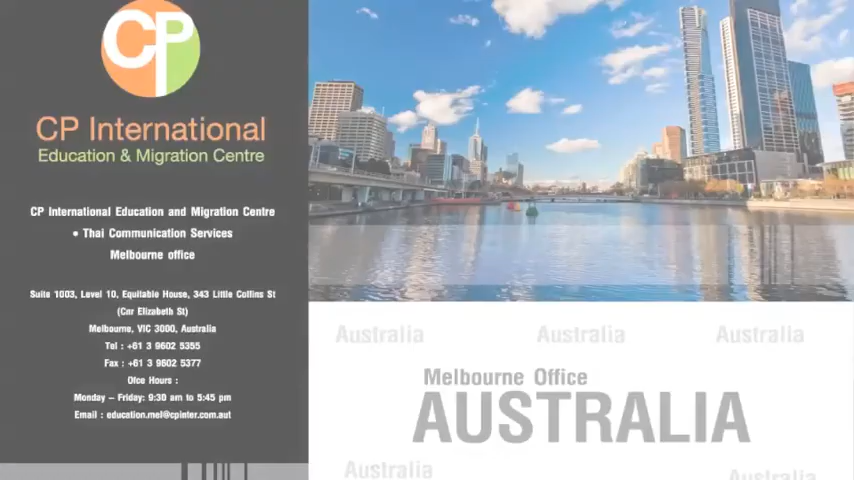 CP
CP International
Education & Migration Centre
CP International Education and Migration Centre
• Thai Communication Services
Melbourne office
Suite 1003, Level 10, Equitable House, 343 Little Collins St
(Cnr Elizabeth St)
Melbourne, VIC 3000, Australia
Tel : +61 3 9602 5355
Fax : +61 3 9602 5377
Ofce Hours :
Monday – Friday: 9:30 am to 5:45 pm
Email : education.mel@cpinter.com.aut
Australia Australia Australia
Melbourne Office
AUSTRALIA
Australia Australia